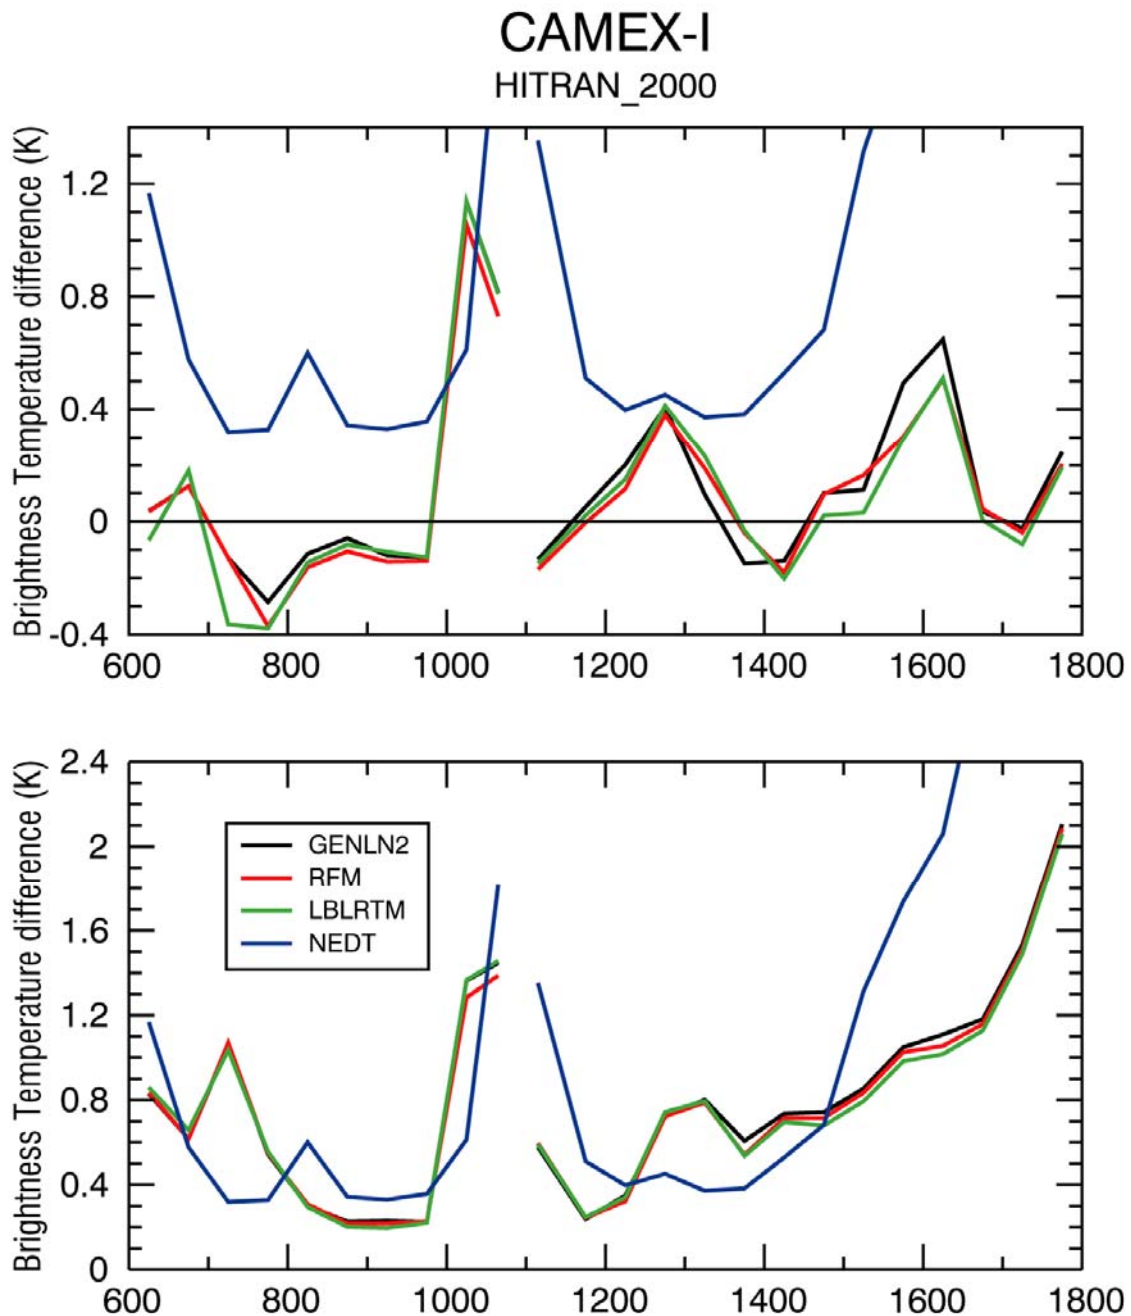 CAMEX-I
HITRAN_2000
Brightness Temperature difference (K)
1.2
0.8
0.4
0
-0.4
600 800 1000 1200 1400 1600 1800
Brightness Temperature difference (K)
2.4
2
1.6
1.2
0.8
0.4
0
GENLN2
RFM
LBLRTM
NEDT
600 800 1000 1200 1400 1600 1800